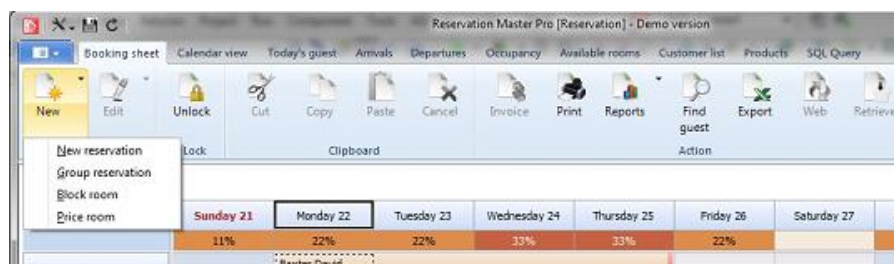 Reservation Master Pro [Reservation] - Demo version
Booking sheet Calendar view Today's guest Arrivals Departures Occupancy Available rooms Customer list Products SQL Query
New Edit Unlock Cut Copy Paste Cancel Invoice Print Reports Find guest Export Web Retrieve
Lock Clipboard Action
New reservation
Group reservation
Block room
Price room
Sunday 21 Monday 22 Tuesday 23 Wednesday 24 Thursday 25 Friday 26 Saturday 27
11% 22% 22% 33% 33% 22%
Baxter David